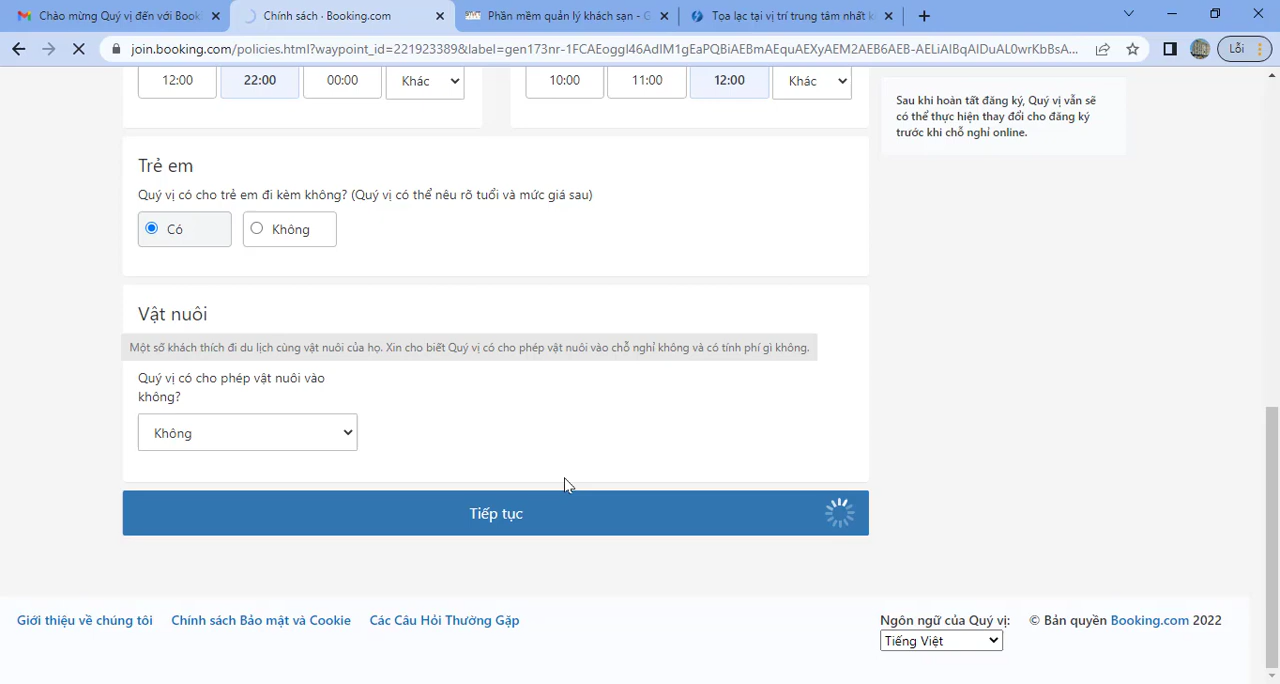 Chào mừng Quý vị đến với Book
Chính sách · Booking.com
Phần mềm quản lý khách sạn - G
Tọa lạc tại vị trí trung tâm nhất k
join.booking.com/policies.html?waypoint_id=221923389&label=gen173nr-1FCAEoggI46AdIM1gEaPQBiAEBmAEquAEXyAEM2AEB6AEB-AELiAIBqAIDuAL0wrKbBsA...
Lỗi
12:00
22:00
00:00
Khác
10:00
11:00
12:00
Khác
Sau khi hoàn tất đăng ký, Quý vị vẫn sẽ
có thể thực hiện thay đổi cho đăng ký
trước khi chỗ nghỉ online.
Trẻ em
Quý vị có cho trẻ em đi kèm không? (Quý vị có thể nêu rõ tuổi và mức giá sau)
Có
Không
Vật nuôi
Một số khách thích đi du lịch cùng vật nuôi của họ. Xin cho biết Quý vị có cho phép vật nuôi vào chỗ nghỉ không và có tính phí gì không.
Quý vị có cho phép vật nuôi vào
không?
Không
Tiếp tục
Giới thiệu về chúng tôi
Chính sách Bảo mật và Cookie
Các Câu Hỏi Thường Gặp
Ngôn ngữ của Quý vị:
Tiếng Việt
© Bản quyền Booking.com 2022